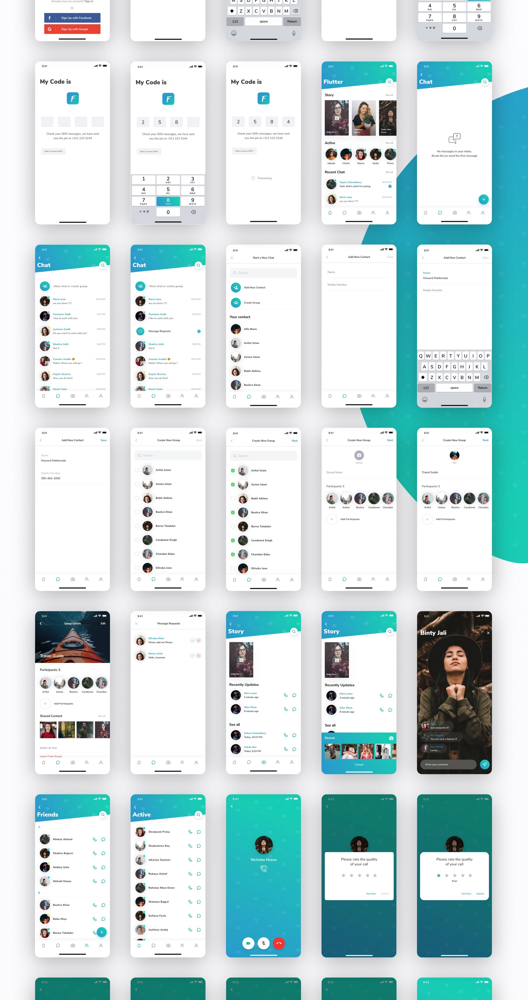 Already have an account? Sign in
Or
Sign Up with Facebook
Sign Up with Google
A S D F G H J K L
Z X C V B N M
123 space Return
4 GHI 5 JKL 6 MNO
7 PQRS 8 TUV 9 WXYZ
+ * # 0
9:41
My Code is
F
Check your SMS messages, we have sent
you the pin at +311 223 3244
Didn't receive SMS?
9:41
My Code is
F
2 5 8
Check your SMS messages, we have sent
you the pin at +311 223 3244
Didn't receive SMS?
1 2 ABC 3 DEF
4 GHI 5 JKL 6 MNO
7 PQRS 8 TUV 9 WXYZ
+ * # 0
9:41
My Code is
F
2 5 8 4
Check your SMS messages, we have sent
you the pin at +311 223 3244
Didn't receive SMS?
Processing
9:41
Flutter
Story See all
Add Story
Christina
Nancy
Sadia Jaha
Prova
Active See all
Jabeda Charls Nancy Sadia Prova
Recent Chat See all
Topon Chowdhury 10:43 PM
Yeah, that's what I'm saying
Maria Jane 10:24 PM
are you there ???
9:41
Chat
No messages in your inbox.
Break the ice send the first message
9:41
Chat
+New chat or create group
Maria Jane 10:24 PM
are you there ???
Tamanna Sadh 9:12 PM
i like to work with you.
Jummon Sadik 9:05 PM
Do you want to work with me?
Shakira Jethi 9:00 PM
Got it
Cousins Aadda 😍 10:43 PM
Mahin: When you will go ?
Kopila Sharma 8:33 PM
How you do that?
Munni Saha 10:43 PM
9:41
Chat
+New chat or create group
Maria Jane 10:24 PM
are you there ???
Tamanna Sadh 9:12 PM
i like to work with you.
Message Requests
Shakira Jethi 9:00 PM
Got it
Cousins Aadda 😍 10:43 PM
Mahin: When you will go ?
Kopila Sharma 8:33 PM
How you do that?
Munni Saha 10:43 PM
9:41
Start a New Chat
Search
Add New Contact
Create Group
Your contact
Afia Banu
Ariful Islam
Azima Islam
Babli Aklima
Bushra Khan
9:41
Add New Contact Save
Name
Mobile Number
9:41
Add New Contact Save
Name
Howard Maldonado
Mobile Number
Q W E R T Y U I O P
A S D F G H J K L
Z X C V B N M
123 space Return
9:41
Add New Contact Save
Name
Howard Maldonado
Mobile Number
395-404-1050
9:41
Create New Group Next
Search
Ariful Islam
Azima Islam
Babli Aklima
Bushra Khan
Borna Talukdar
Candemal Singh
Chandan Babu
Dilruba Jane
9:41
Create New Group Next
Search
Ariful Islam
Azima Islam
Babli Aklima
Bushra Khan
Borna Talukdar
Candemal Singh
Chandan Babu
Dilruba Jane
9:41
Create New Group Next
Upload
Group Name
Participants: 5
Ariful Azima Bushra Candemal Chandan
Add Participants
9:41
Create New Group Next
Edit
Travel Guide
Participants: 5
Ariful Azima Bushra Candemal Chandan
Add Participants
9:41
Group Details Edit
Travel Guide
Participants: 5
Ariful Azima Bushra Candemal Chandan
Add Participants
Shared Content See all
Delete all chat
Leave From Group
9:41
Message Requests
Dilruba Khan
Please add me Please
Nancy Juine
Hello, Janemon
9:41
Story
Add Story
Recently Updates
Marry jane
2 minute ago
Jillur Khan
8 minute ago
See all
Sahan Chowdhury
Today, 10:23 PM
Sabila Nur
Today, 9:10 PM
9:41
Story
Add Story
Recently Updates
Marry jane
2 minute ago
Jillur Khan
8 minute ago
See all
Recent
Cancel
9:41
Binty Jali
Just awesome !!!
Erik Higgins
You are such a beauty !!!
Jean Obrien
Lovely.....
Write your comment
9:41
Friends
A
Minhaz Ahmed
Shakira Bajacci
Hadiua Joita
Mehedi Hasan
B
Bushra Khan
Babu Miya
Bonna Talukdar
9:41
Active
Shrabonti Prima
Shuboshree Roy
Jakariya Saymon
Rubaya Alotaf
Rahman Khan Emon
Shahana Bajpai
Sultana Favia
Jacklane Andej
9:41
Nicholas Mason
9:41
Please rate the quality
of your call
Not Now Submit
9:41
Please rate the quality
of your call
Poor
Not Now Submit
9:41
9:41
9:41
9:41
9:41